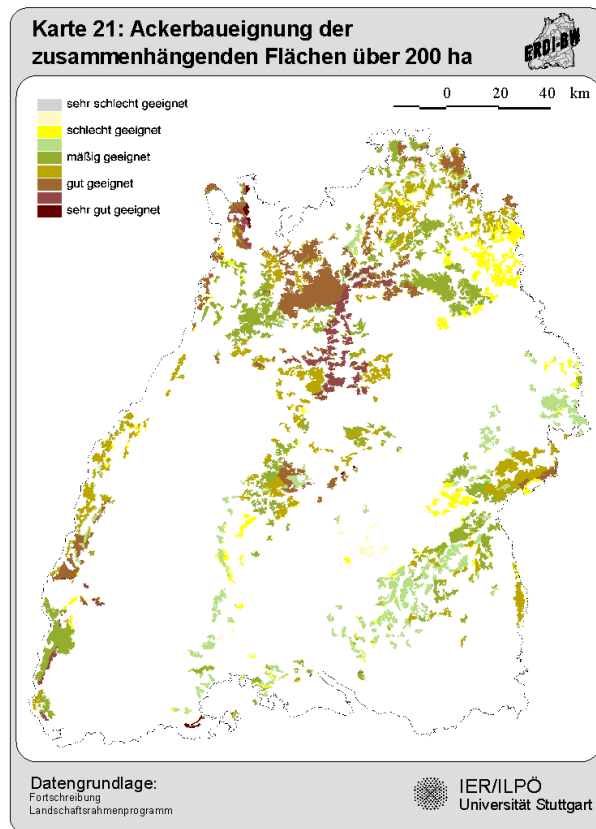 Karte 21: Ackerbaueignung der
zusammenhängenden Flächen über 200 ha
ERDI-BW
sehr schlecht geeignet
schlecht geeignet
mäßig geeignet
gut geeignet
sehr gut geeignet
0 20 40 km
Datengrundlage:
Fortschreibung
Landschaftsrahmenprogramm
IER/ILPÖ
Universität Stuttgart